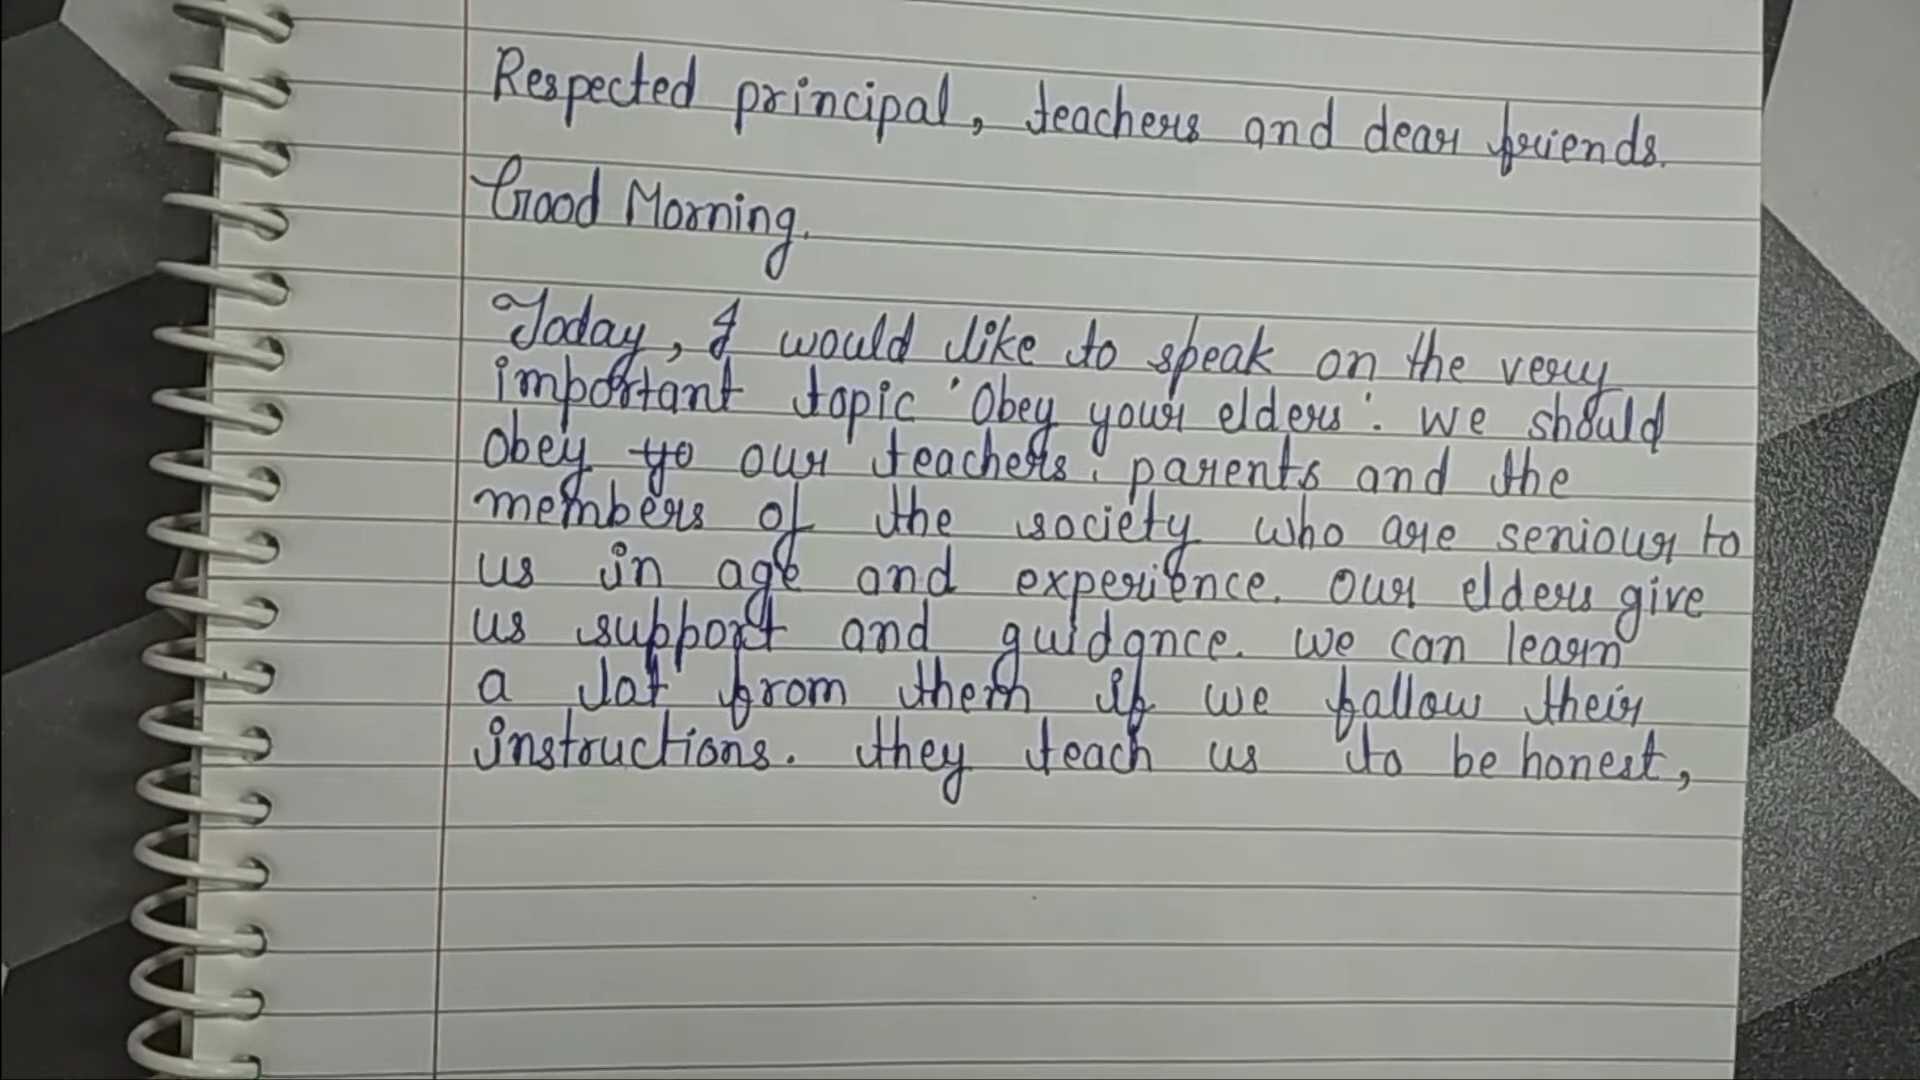 Respected principal, teachers and dear friends.
Good Morning.
Today, I would like to speak on the very
important topic 'Obey your elders'. we should
obey yo our teachers, parents and the
members of the society who are seriour to
us in age and experience. our elders give
us support and guidance. we can learn
a lot from them if we follow their
instructions. they teach us to be honest,